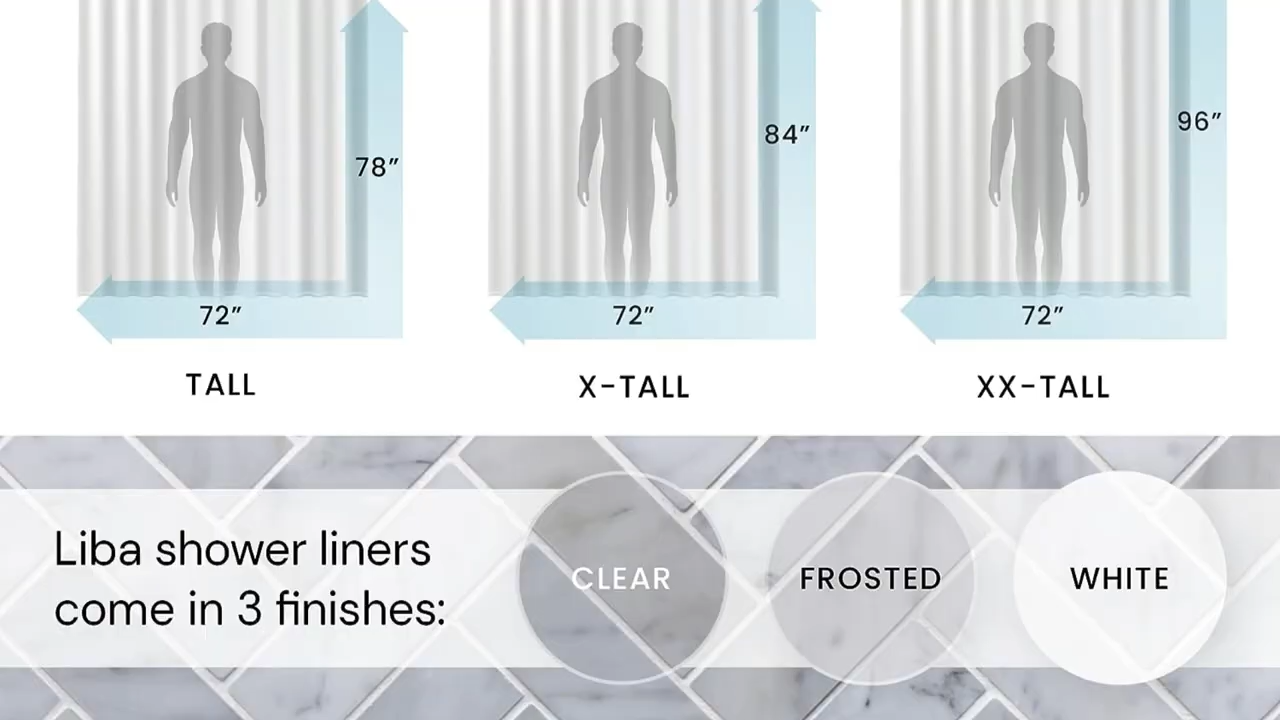 78”
84”
96”
72”
72”
72”
TALL
X-TALL
XX-TALL
Liba shower liners
come in 3 finishes:
CLEAR
FROSTED
WHITE